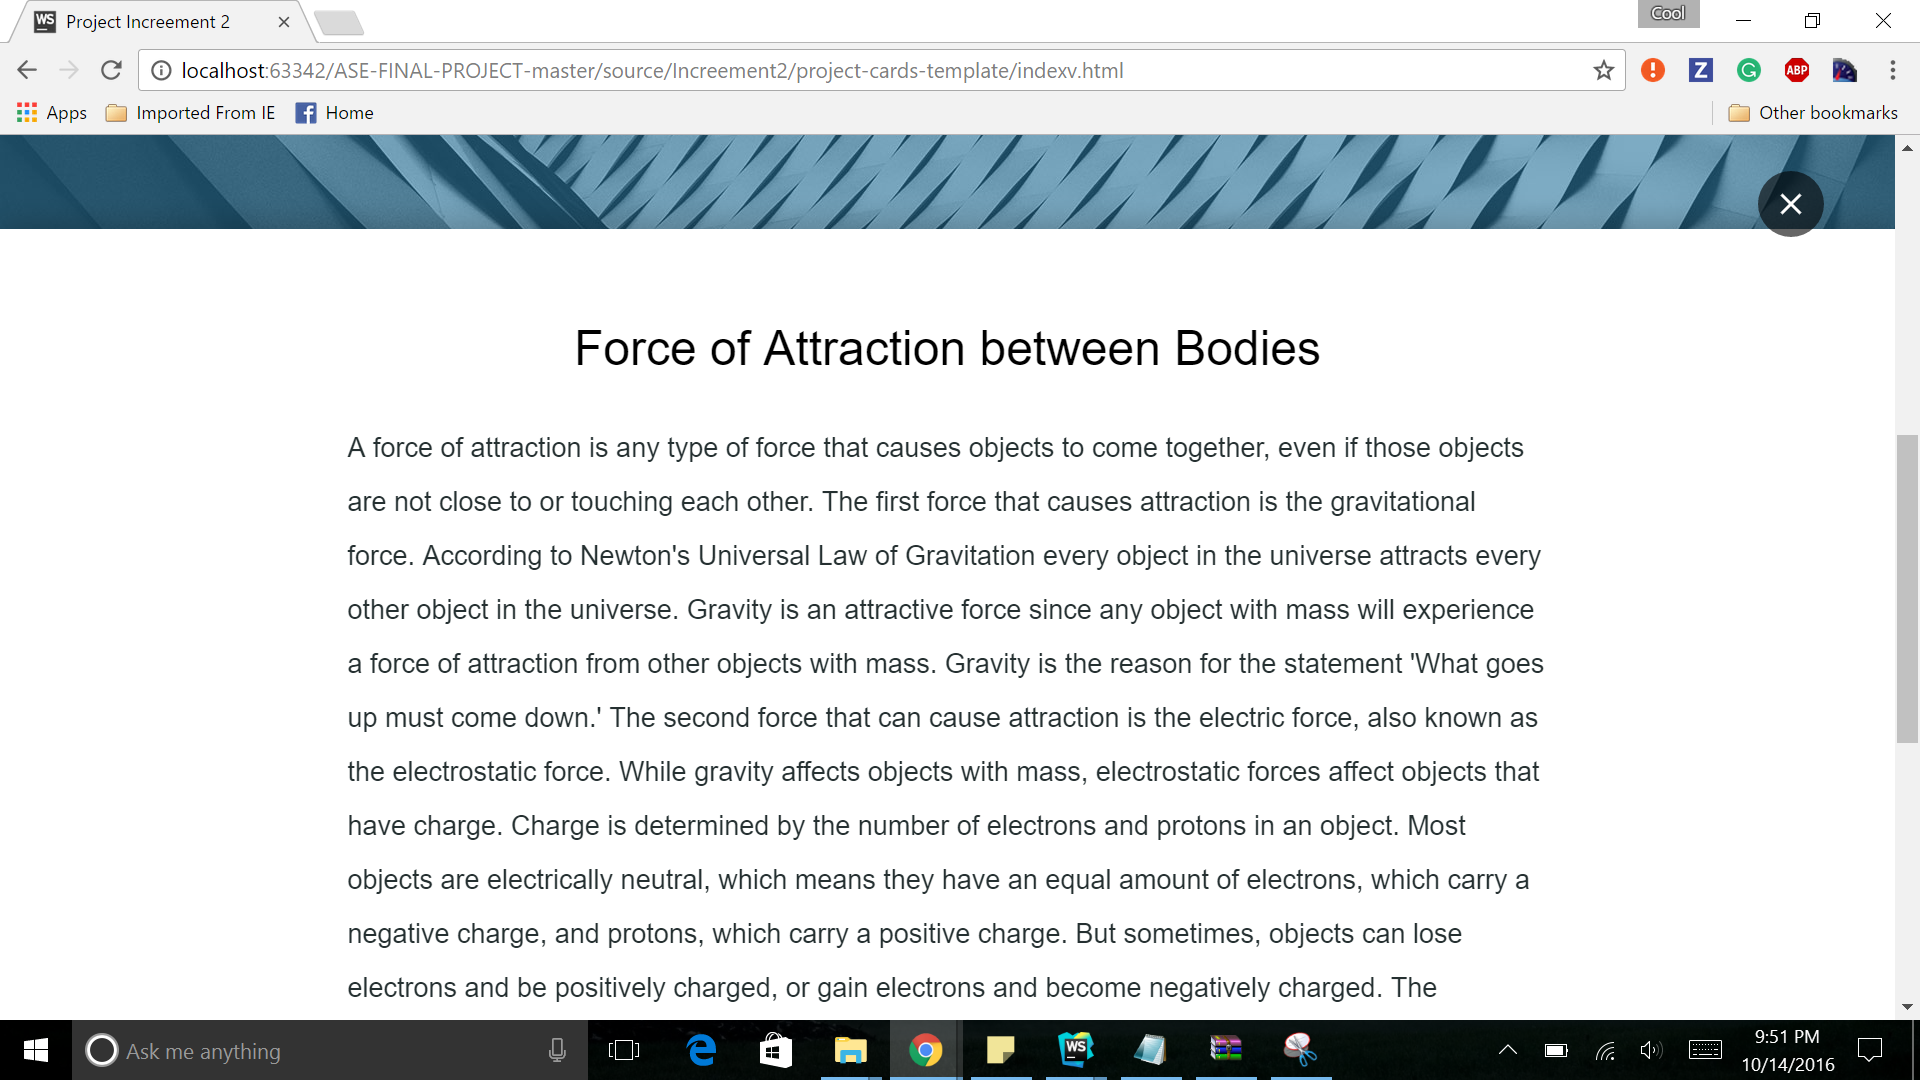 WS Project Increement 2
Cool
localhost:63342/ASE-FINAL-PROJECT-master/source/Increement2/project-cards-template/indexv.html
Z
G
ABP
Apps
Imported From IE
Home
Other bookmarks
Force of Attraction between Bodies
A force of attraction is any type of force that causes objects to come together, even if those objects
are not close to or touching each other. The first force that causes attraction is the gravitational
force. According to Newton's Universal Law of Gravitation every object in the universe attracts every
other object in the universe. Gravity is an attractive force since any object with mass will experience
a force of attraction from other objects with mass. Gravity is the reason for the statement 'What goes
up must come down.' The second force that can cause attraction is the electric force, also known as
the electrostatic force. While gravity affects objects with mass, electrostatic forces affect objects that
have charge. Charge is determined by the number of electrons and protons in an object. Most
objects are electrically neutral, which means they have an equal amount of electrons, which carry a
negative charge, and protons, which carry a positive charge. But sometimes, objects can lose
electrons and be positively charged, or gain electrons and become negatively charged. The
Ask me anything
WS
9:51 PM
10/14/2016